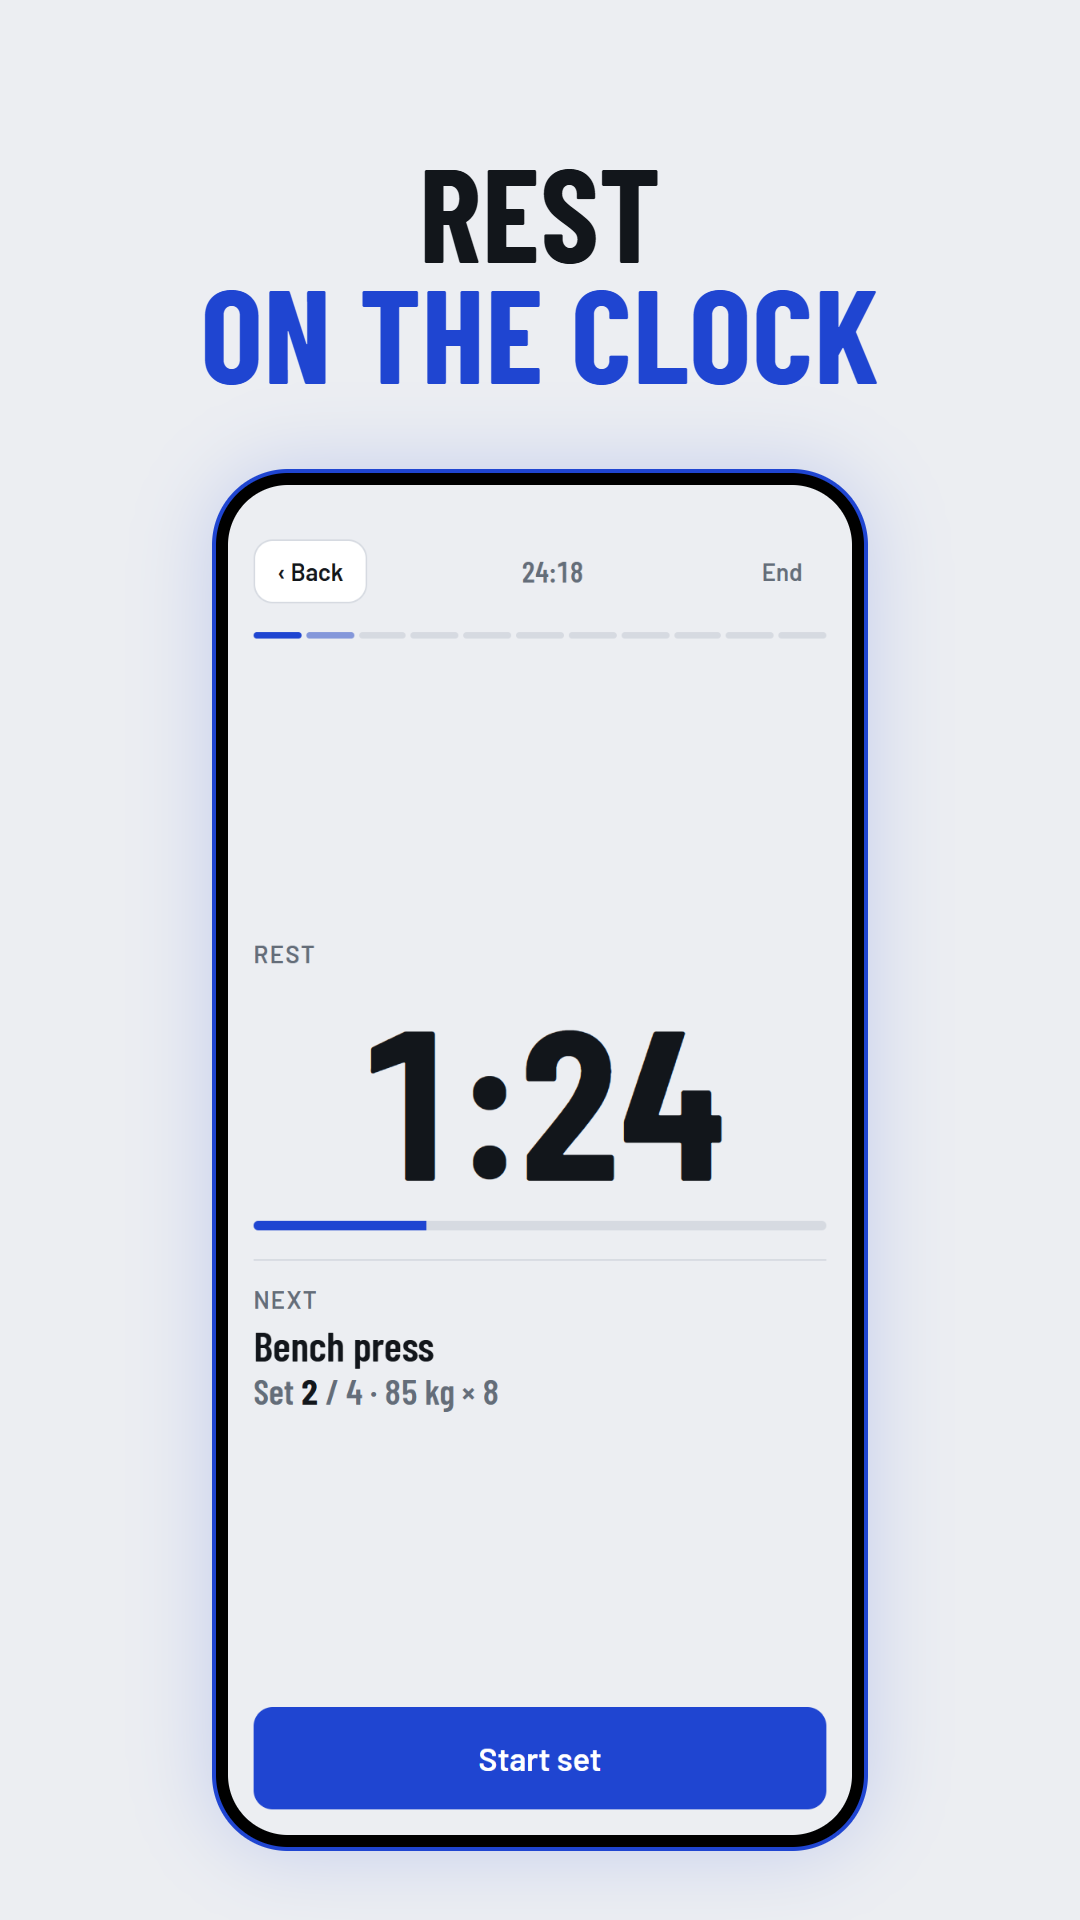 REST
ON THE CLOCK
‹ Back
24:18
End
REST
1:24
NEXT
Bench press
Set 2 / 4 · 85 kg × 8
Start set